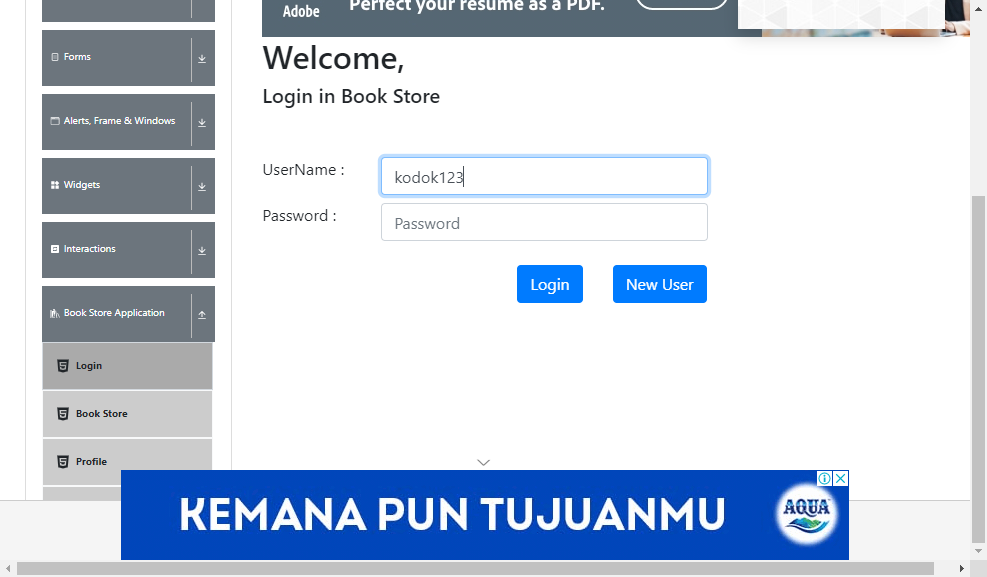 Adobe
Perfect your resume as a PDF.
Forms
Alerts, Frame & Windows
Widgets
Interactions
Book Store Application
Login
Book Store
Profile
Welcome,
Login in Book Store
UserName :
kodok123
Password :
Password
Login
New User
KEMANA PUN TUJUANMU
AQUA